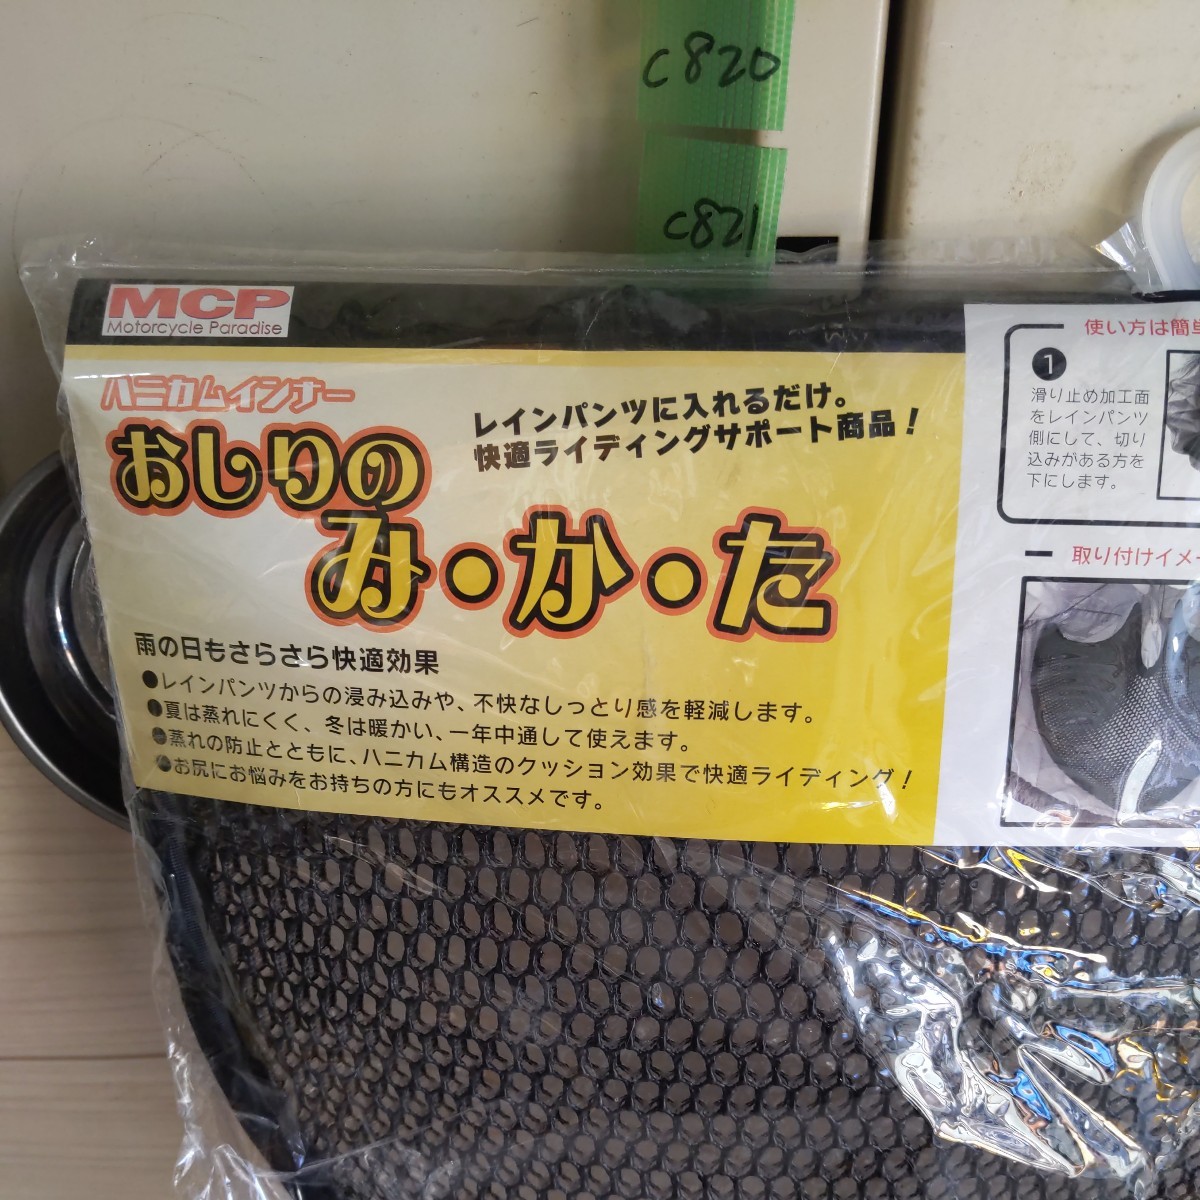 C820
C821
MCP
Motorcycle Paradise
ハニカムインナー
おしりの
み・か・た
レインパンツに入れるだけ。
快適ライディングサポート商品！
雨の日もさらさら快適効果
●レインパンツからの浸み込みや、不快なしっとり感を軽減します。
●夏は蒸れにくく、冬は暖かい、一年中通して使えます。
●蒸れの防止とともに、ハニカム構造のクッション効果で快適ライディング！
●お尻にお悩みをお持ちの方にもオススメです。
使い方は簡単
1
滑り止め加工面
をレインパンツ
側にして、切り
込みがある方を
下にします。
取り付けイメー